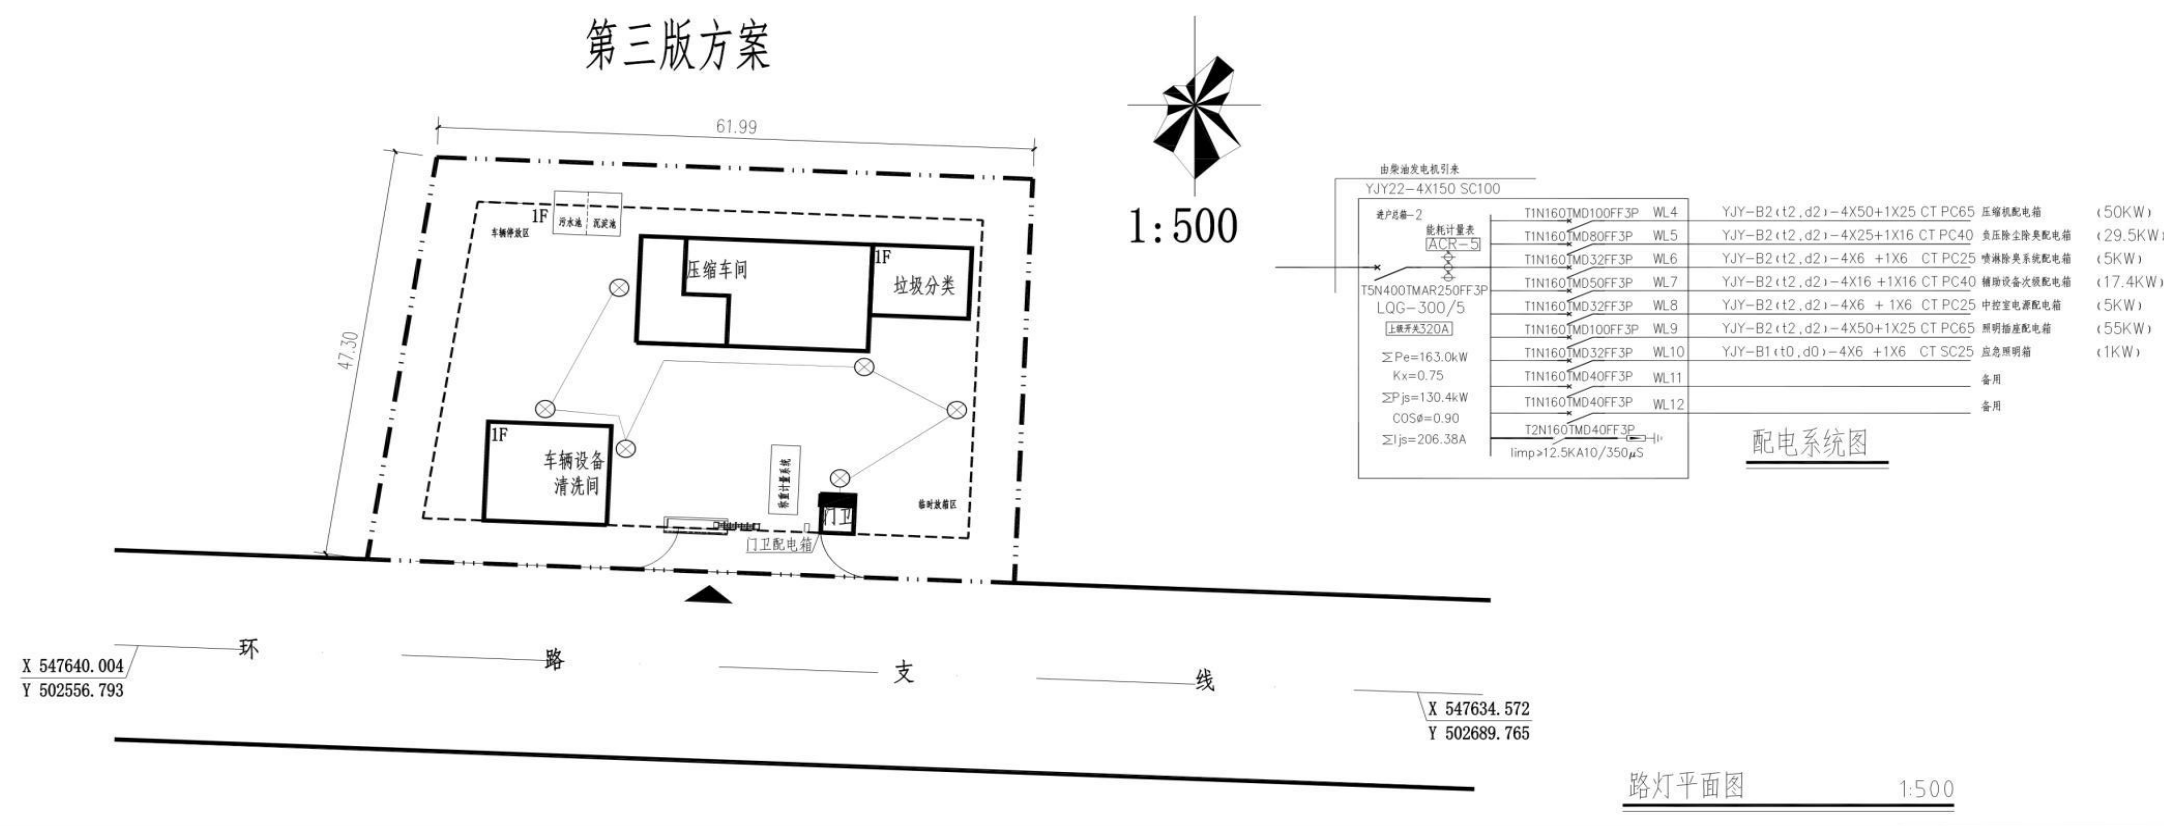 第三版方案
61.99
47.30
1F
污水池
沉淀池
车辆停放区
压缩车间
1F
垃圾分类
1F
车辆设备
清洗间
称重计量系统
临时放箱区
门卫
门卫配电箱
1:500
环 路 支 线
X 547640.004
Y 502556.793
X 547634.572
Y 502689.765
由柴油发电机引来
YJY22-4X150 SC100
进户总箱-2
能耗计量表
ACR-5
T5N400TMAR250FF3P
LQG-300/5
上级开关320A
∑Pe=163.0kW
Kx=0.75
∑Pjs=130.4kW
COSø=0.90
∑Ijs=206.38A
T1N160TMD100FF3P WL4 YJY-B2(t2,d2)-4X50+1X25 CT PC65 压缩机配电箱 (50KW)
T1N160TMD80FF3P WL5 YJY-B2(t2,d2)-4X25+1X16 CT PC40 负压除尘除臭配电箱 (29.5KW)
T1N160TMD32FF3P WL6 YJY-B2(t2,d2)-4X6 +1X6 CT PC25 喷淋除臭系统配电箱 (5KW)
T1N160TMD50FF3P WL7 YJY-B2(t2,d2)-4X16 +1X16 CT PC40 辅助设备次级配电箱 (17.4KW)
T1N160TMD32FF3P WL8 YJY-B2(t2,d2)-4X6 + 1X6 CT PC25 中控室电源配电箱 (5KW)
T1N160TMD100FF3P WL9 YJY-B2(t2,d2)-4X50+1X25 CT PC65 照明插座配电箱 (55KW)
T1N160TMD32FF3P WL10 YJY-B1(t0,d0)-4X6 +1X6 CT SC25 应急照明箱 (1KW)
T1N160TMD40FF3P WL11 备用
T1N160TMD40FF3P WL12 备用
T2N160TMD40FF3P
Iimp≥12.5KA10/350μS
配电系统图
路灯平面图 1:500